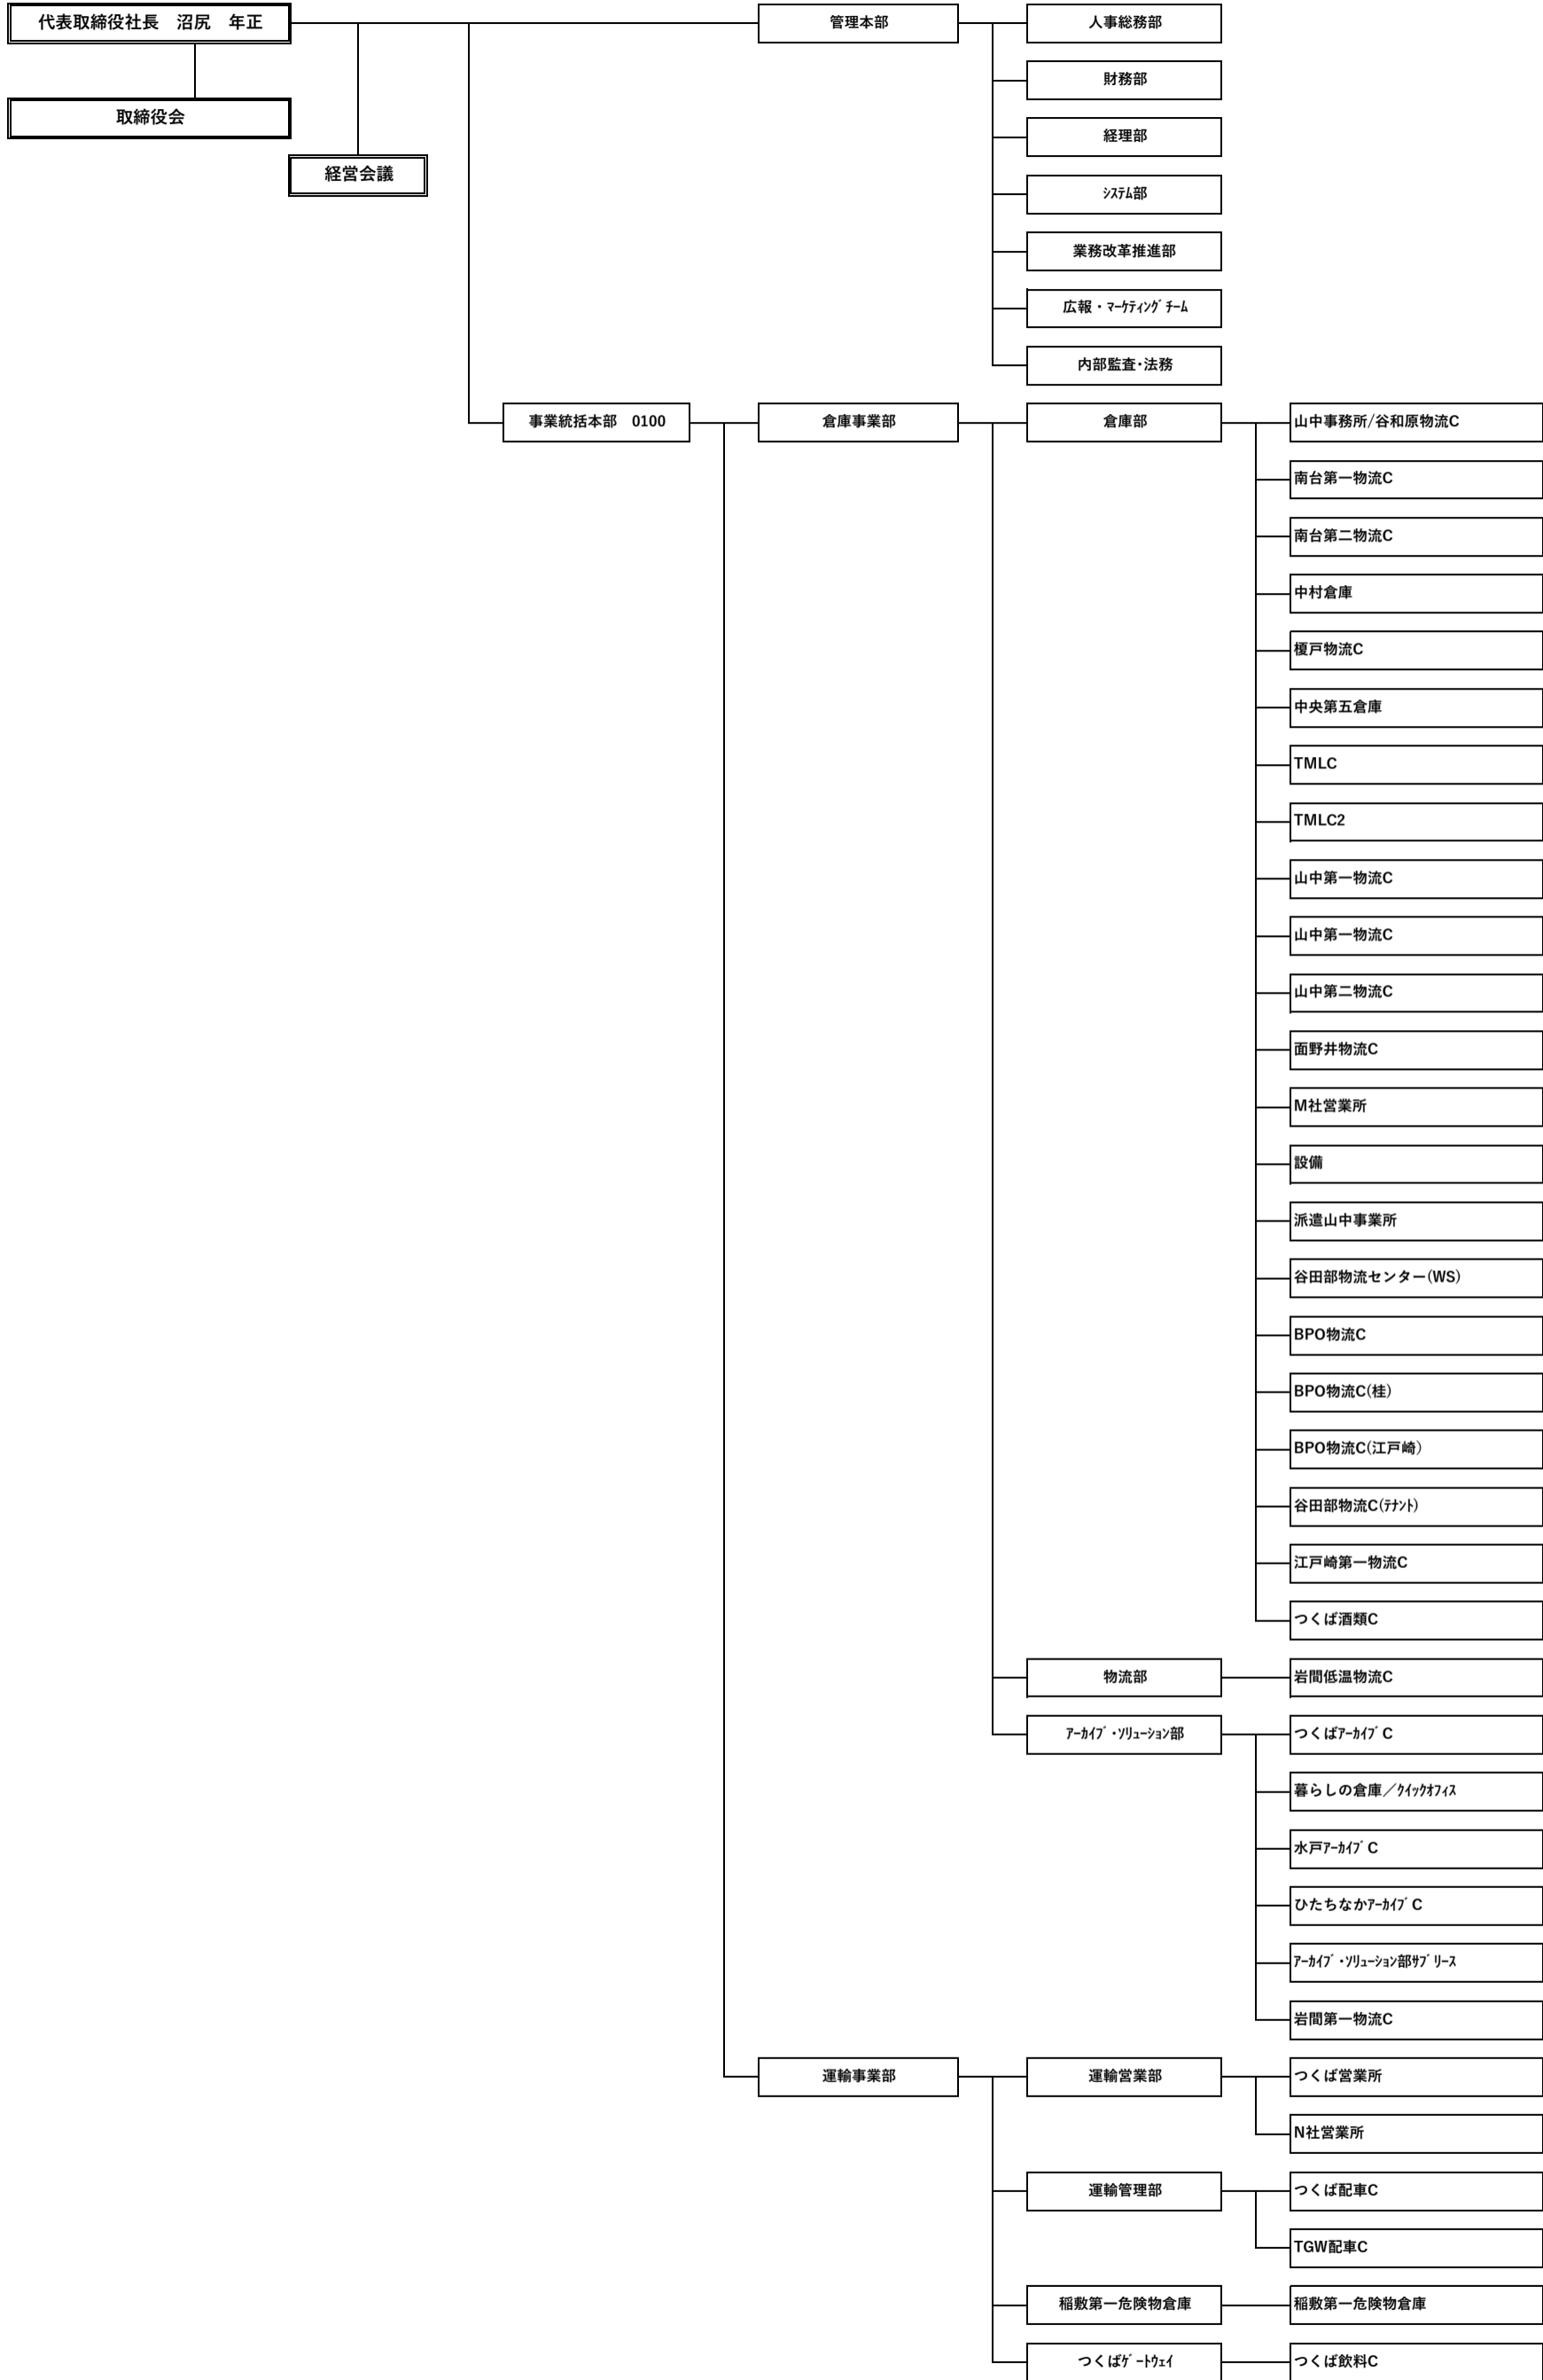 代表取締役社長　沼尻　年正
管理本部
人事総務部
財務部
取締役会
経理部
経営会議
ｼｽﾃﾑ部
業務改革推進部
広報・ﾏｰｹﾃｨﾝｸﾞﾁｰﾑ
内部監査･法務
事業統括本部　0100
倉庫事業部
倉庫部
山中事務所/谷和原物流C
南台第一物流C
南台第二物流C
中村倉庫
榎戸物流C
中央第五倉庫
TMLC
TMLC2
山中第一物流C
山中第一物流C
山中第二物流C
面野井物流C
M社営業所
設備
派遣山中事業所
谷田部物流センター(WS)
BPO物流C
BPO物流C(桂)
BPO物流C(江戸崎)
谷田部物流C(ﾃﾅﾝﾄ)
江戸崎第一物流C
つくば酒類C
物流部
岩間低温物流C
ｱｰｶｲﾌﾞ･ｿﾘｭｰｼｮﾝ部
つくばｱｰｶｲﾌﾞC
暮らしの倉庫／ｸｲｯｸｵﾌｨｽ
水戸ｱｰｶｲﾌﾞC
ひたちなかｱｰｶｲﾌﾞC
ｱｰｶｲﾌﾞ･ｿﾘｭｰｼｮﾝ部ｻﾌﾞﾘｰｽ
岩間第一物流C
運輸事業部
運輸営業部
つくば営業所
N社営業所
運輸管理部
つくば配車C
TGW配車C
稲敷第一危険物倉庫
稲敷第一危険物倉庫
つくばｹﾞｰﾄｳｪｲ
つくば飲料C